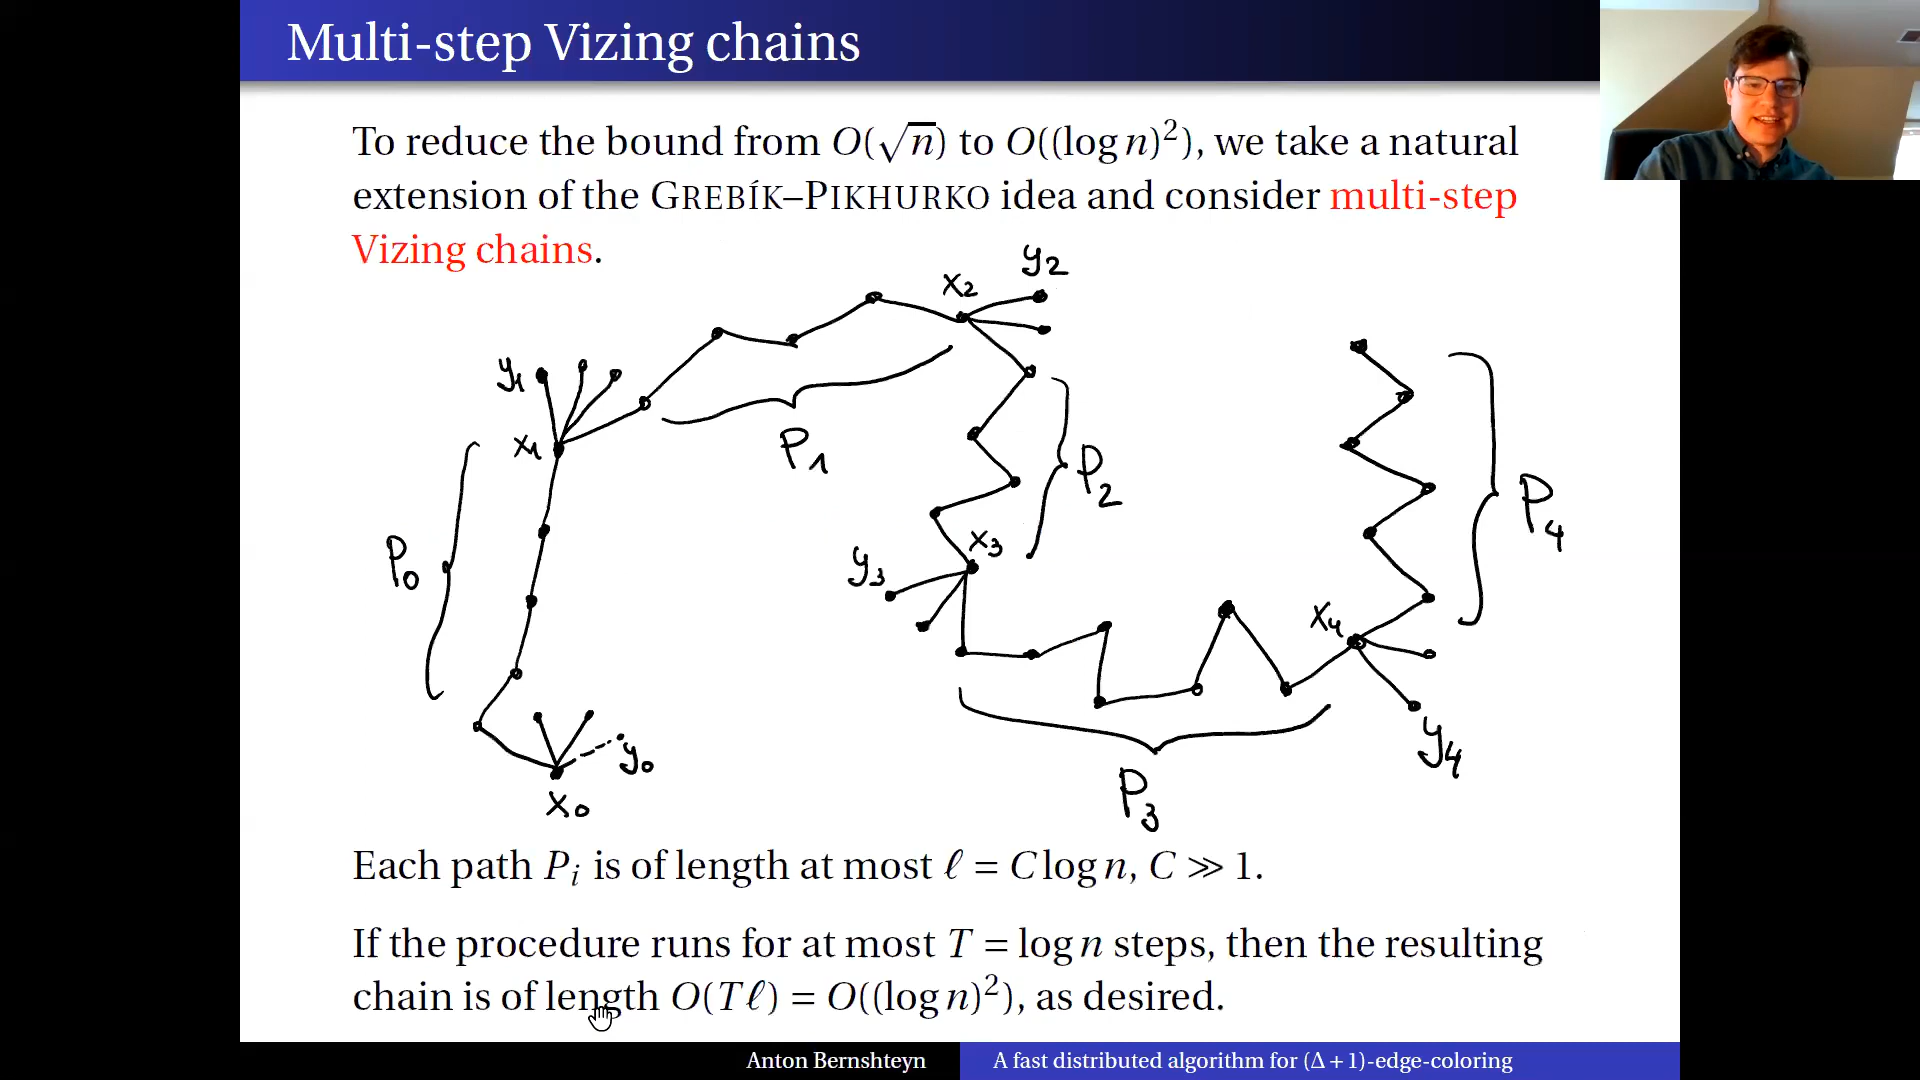 Multi-step Vizing chains
To reduce the bound from O(√n) to O((log n)²), we take a natural
extension of the GREBÍK–PIKHURKO idea and consider multi-step
Vizing chains.
y₂
x₂
y₁
x₁
P₁
P₂
P₀
x₃
y₃
P₄
x₄
y₀
y₄
x₀
P₃
Each path Pᵢ is of length at most ℓ = C log n, C ≫ 1.
If the procedure runs for at most T = log n steps, then the resulting
chain is of length O(Tℓ) = O((log n)²), as desired.
Anton Bernshteyn
A fast distributed algorithm for (Δ + 1)-edge-coloring